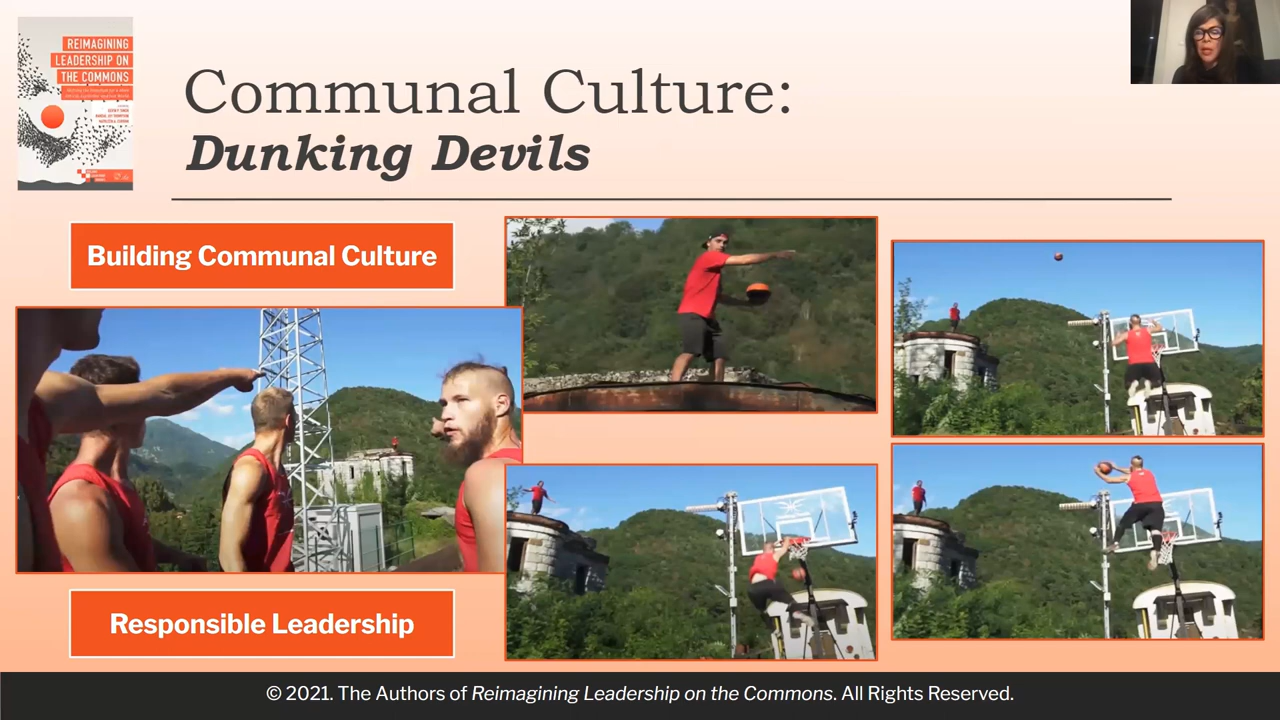 REIMAGINING
LEADERSHIP ON
THE COMMONS
Communal Culture:
Dunking Devils
Building Communal Culture
Responsible Leadership
© 2021. The Authors of Reimagining Leadership on the Commons. All Rights Reserved.